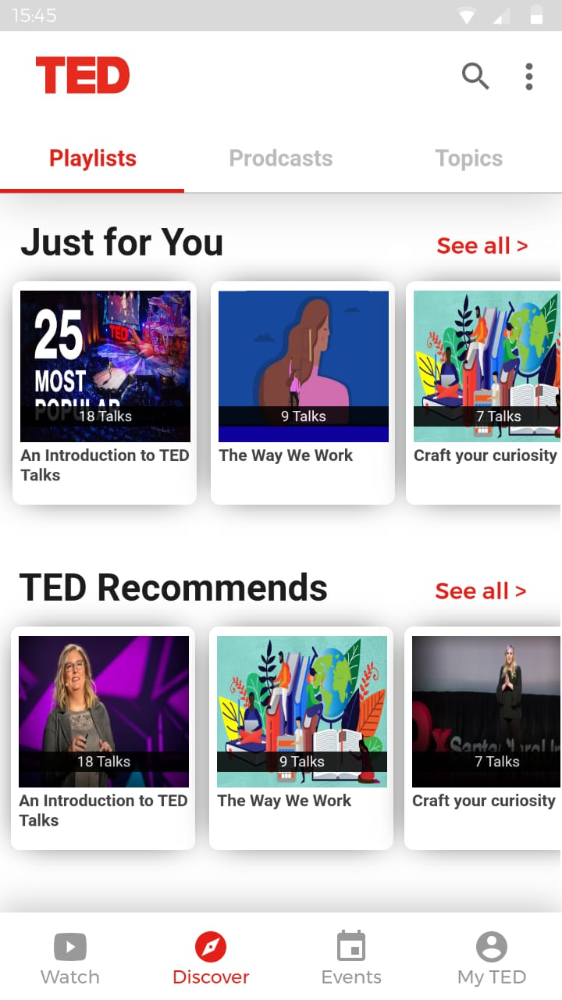 15:45
TED
Playlists Prodcasts Topics
Just for You See all >
25
MOST
POPULAR
TED
18 Talks 9 Talks 7 Talks
An Introduction to TED
Talks
The Way We Work
Craft your curiosity
TED Recommends See all >
18 Talks 9 Talks 7 Talks
An Introduction to TED
Talks
The Way We Work
Craft your curiosity
Watch Discover Events My TED